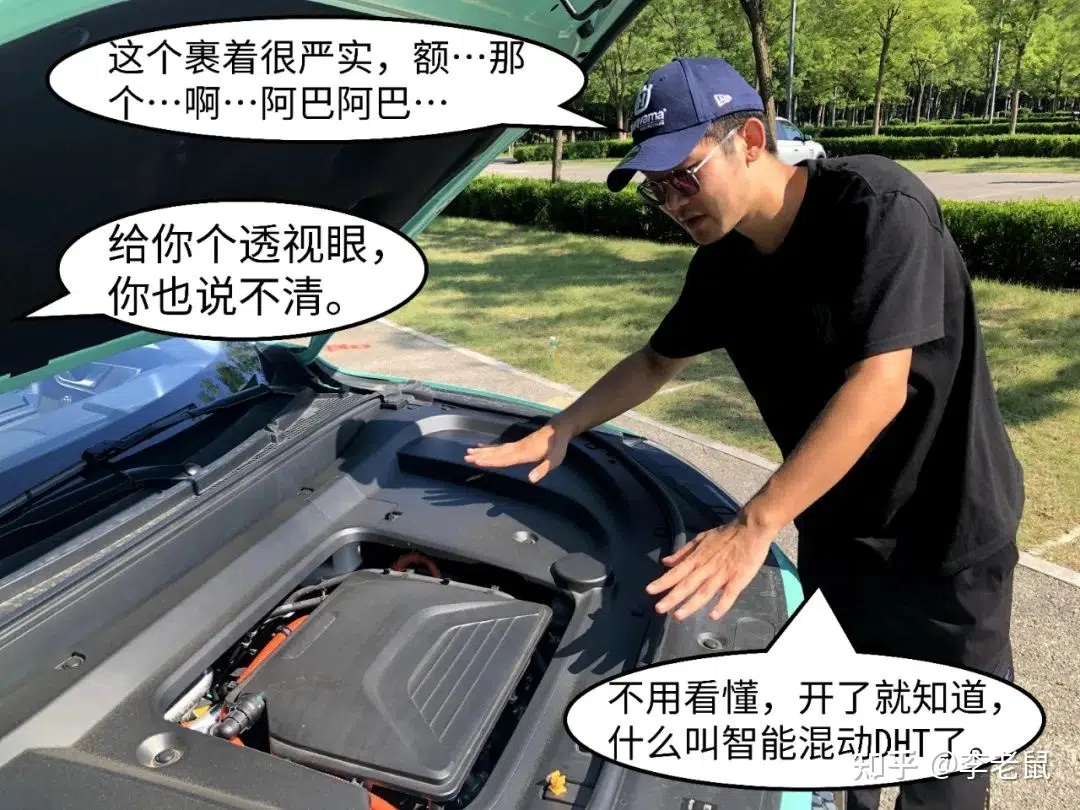 这个裹着很严实，额…那
个…啊…阿巴阿巴…
给你个透视眼，
你也说不清。
不用看懂，开了就知道，
什么叫智能混动DHT了。
知乎 @李老鼠